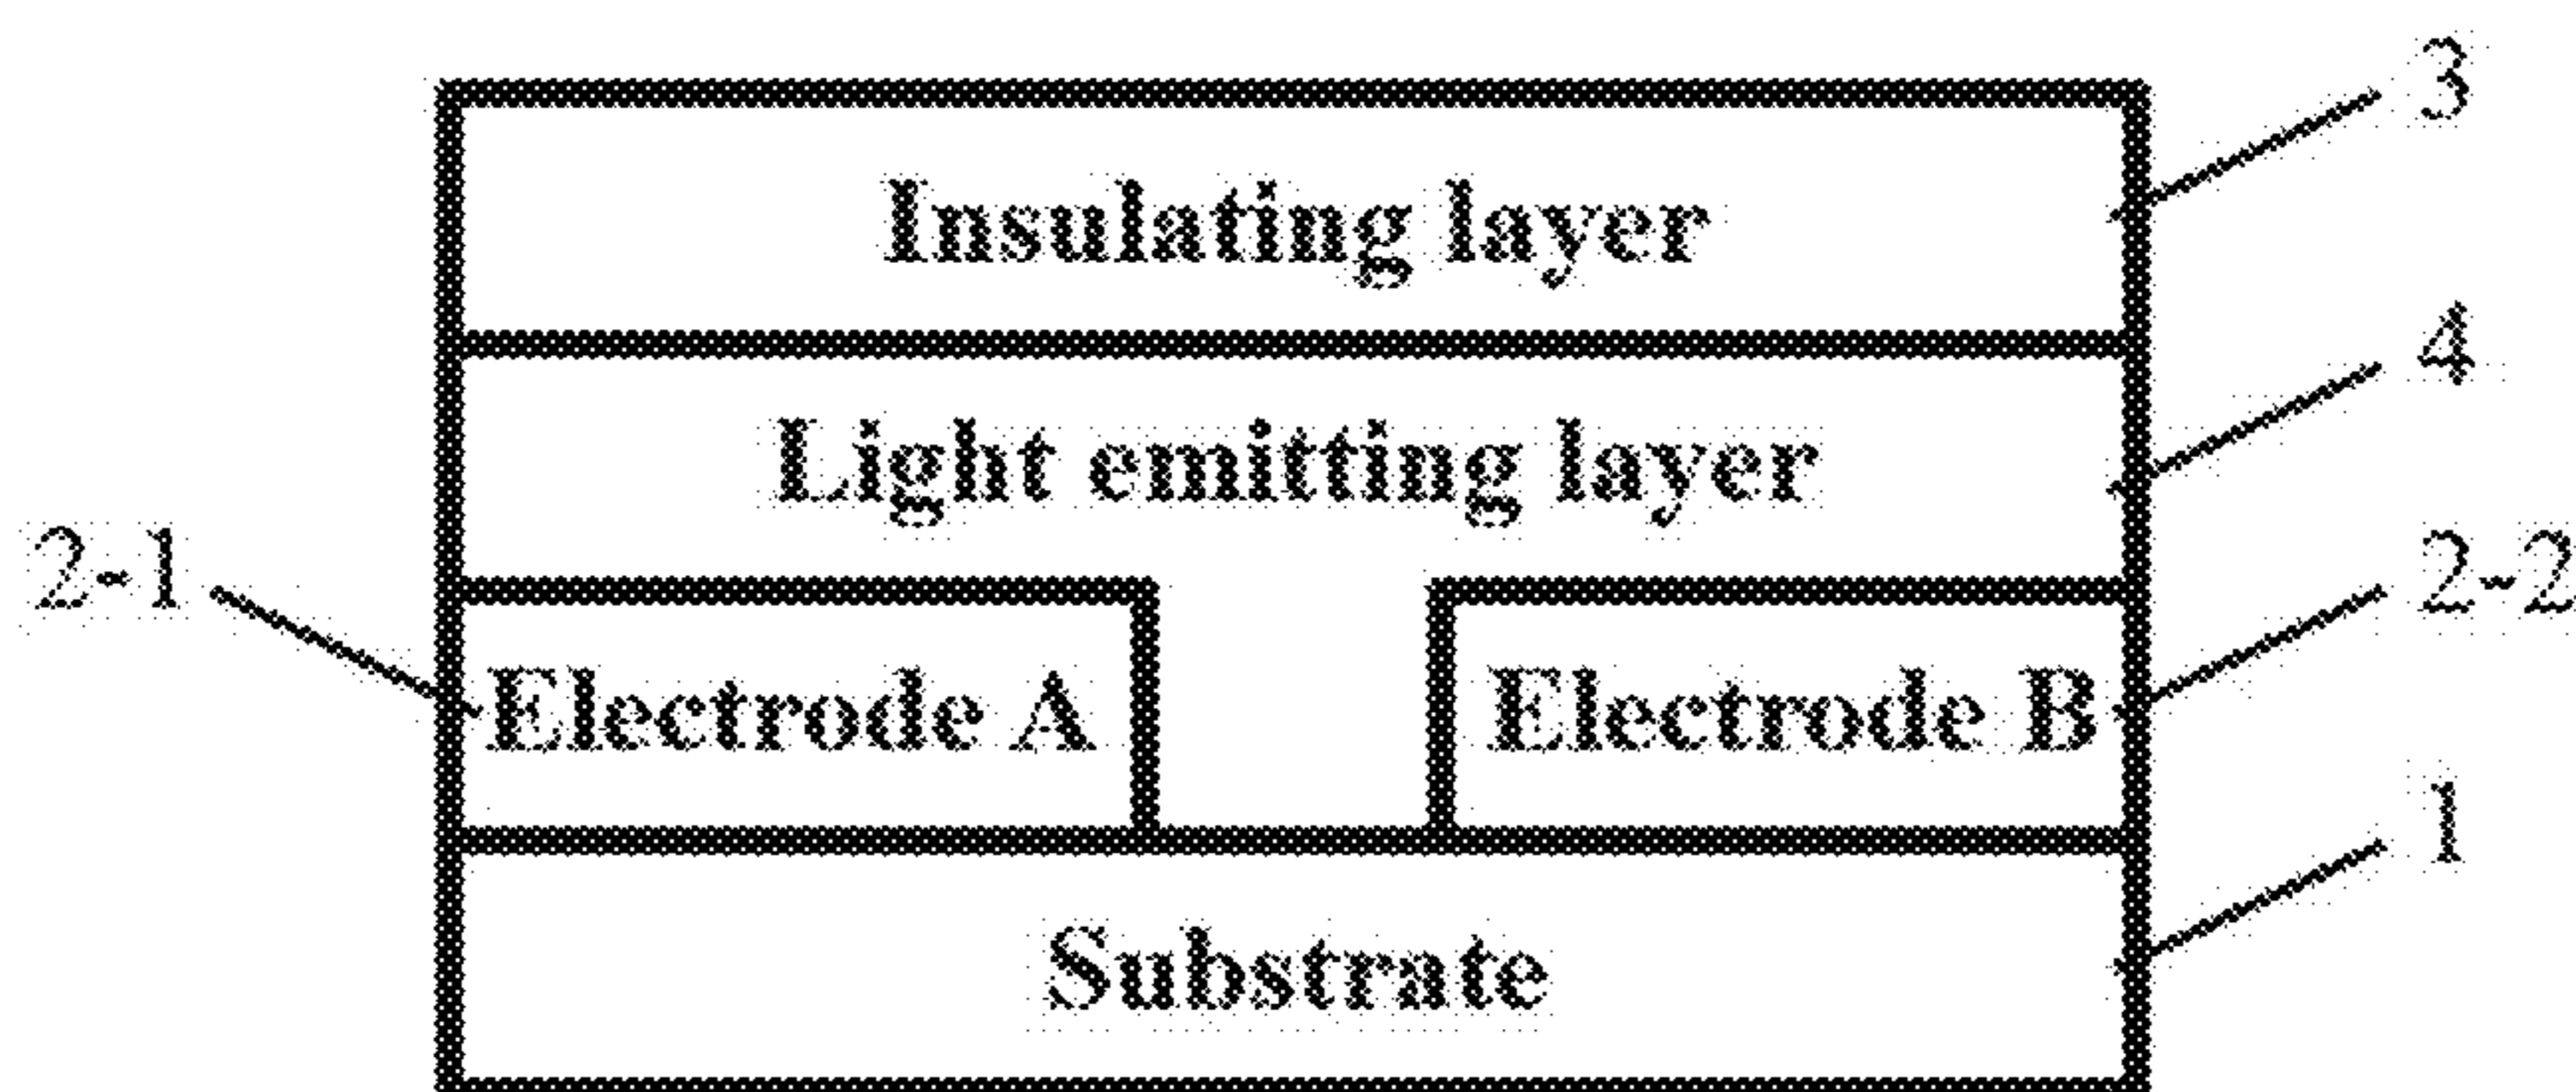 3
Insulating layer
4
Light emitting layer
2-1
2-2
Electrode A
Electrode B
1
Substrate